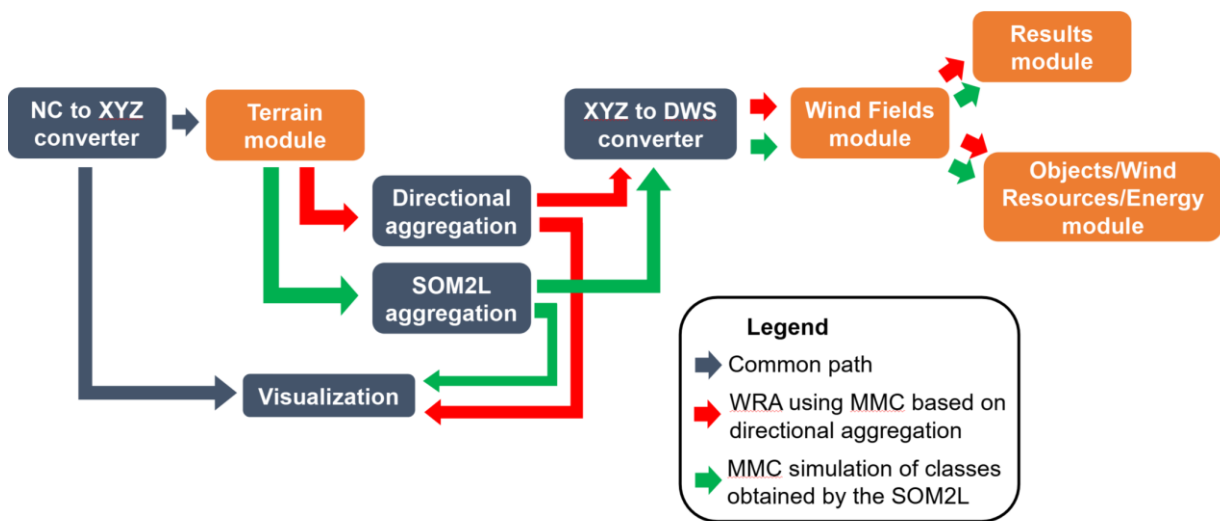 NC to XYZ
converter
Terrain
module
Directional
aggregation
SOM2L
aggregation
Visualization
XYZ to DWS
converter
Wind Fields
module
Results
module
Objects/Wind
Resources/Energy
module
Legend
Common path
WRA using MMC based on
directional aggregation
MMC simulation of classes
obtained by the SOM2L